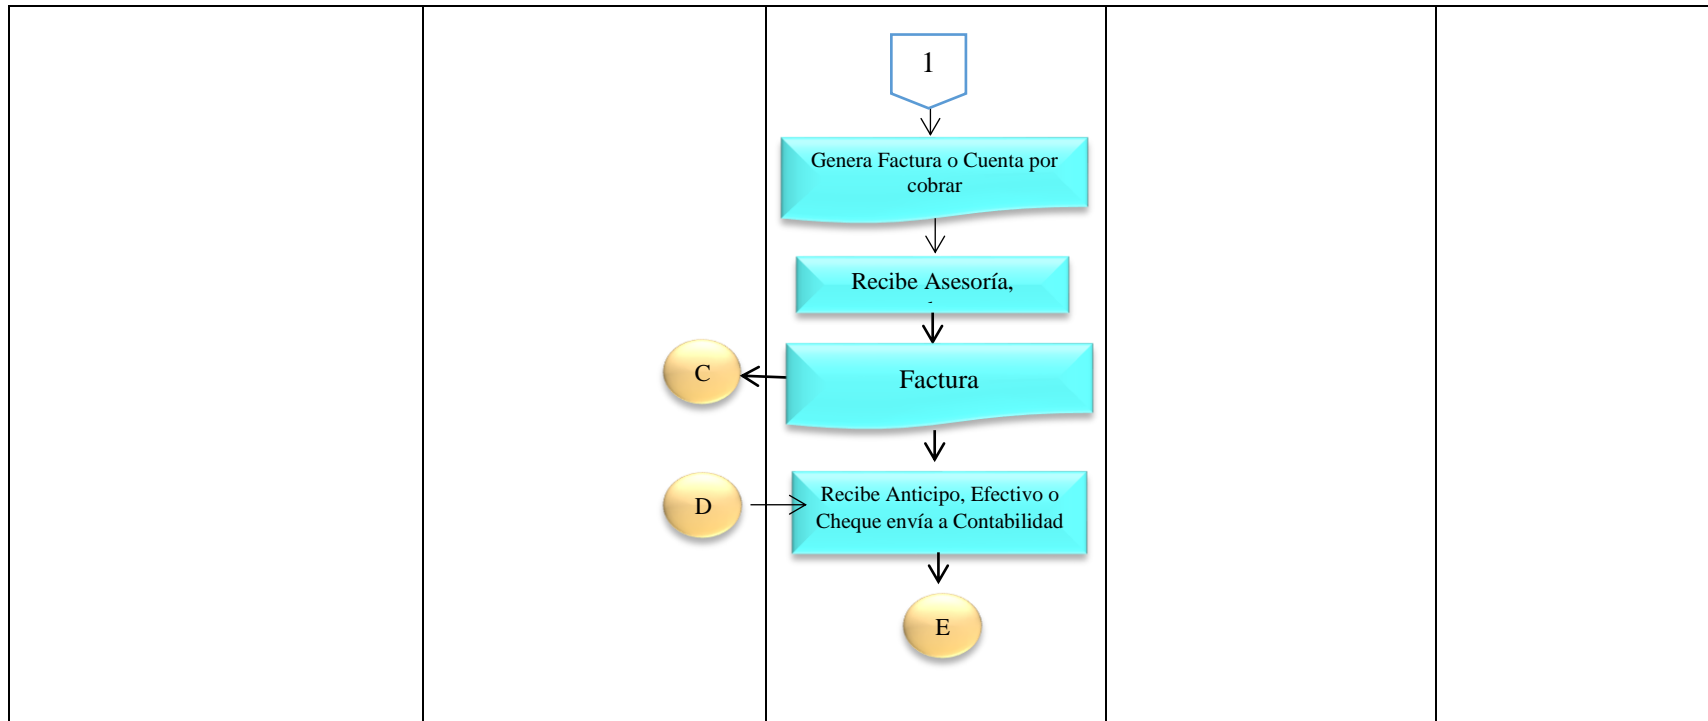 1
Genera Factura o Cuenta por
cobrar
Recibe Asesoría,
C
Factura
D
Recibe Anticipo, Efectivo o
Cheque envía a Contabilidad
E